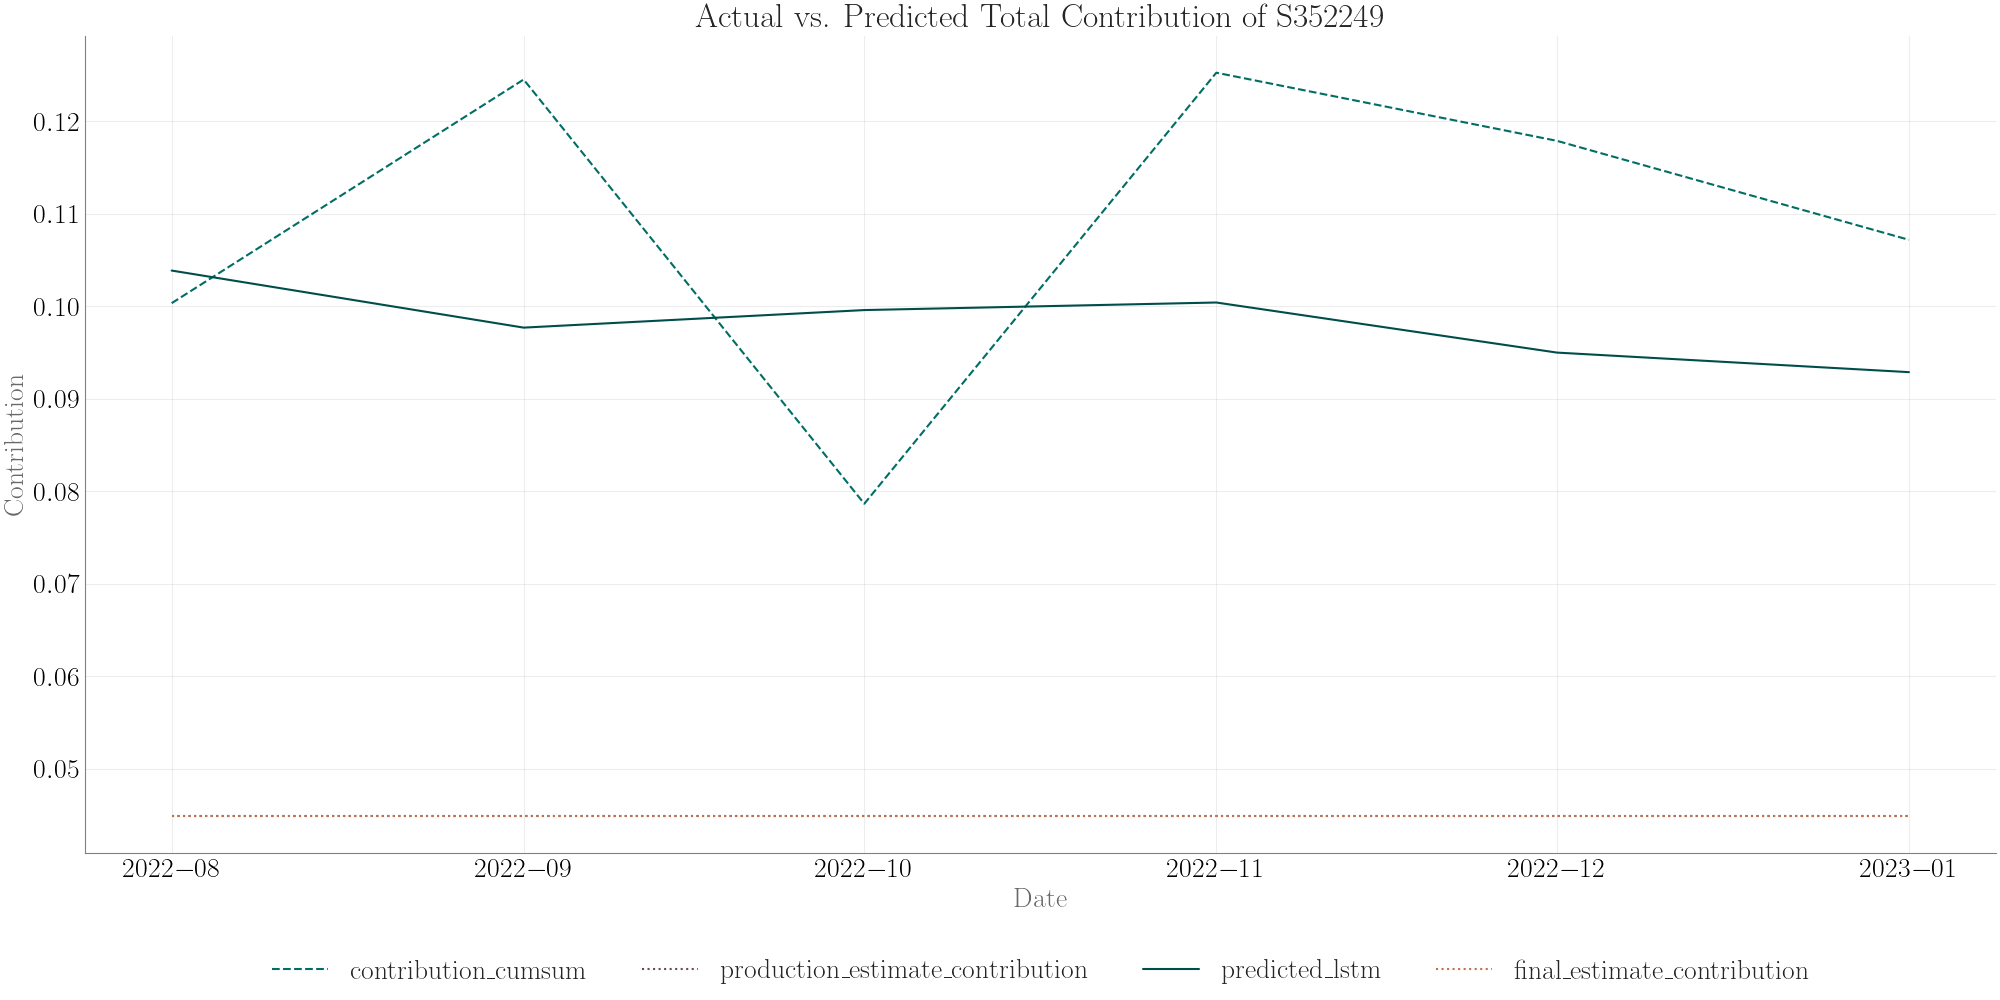 Actual vs. Predicted Total Contribution of S352249
0.12
0.11
0.10
0.09
0.08
0.07
0.06
0.05
Contribution
2022−08 2022−09 2022−10 2022−11 2022−12 2023−01
Date
contribution_cumsum production_estimate_contribution predicted_lstm final_estimate_contribution